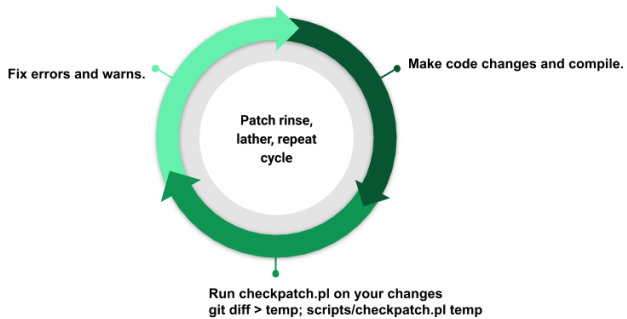 Fix errors and warns.
Make code changes and compile.
Patch rinse,
lather, repeat
cycle
Run checkpatch.pl on your changes
git diff > temp; scripts/checkpatch.pl temp